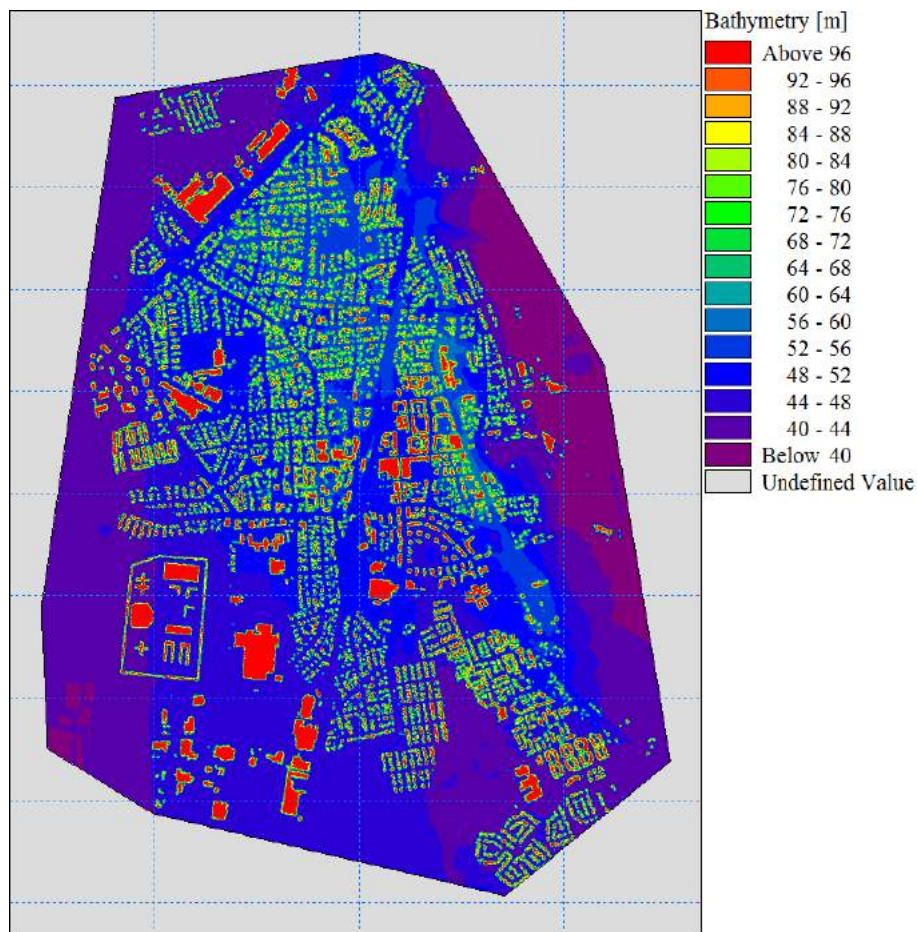 Bathymetry [m]
Above 96
92 - 96
88 - 92
84 - 88
80 - 84
76 - 80
72 - 76
68 - 72
64 - 68
60 - 64
56 - 60
52 - 56
48 - 52
44 - 48
40 - 44
Below 40
Undefined Value